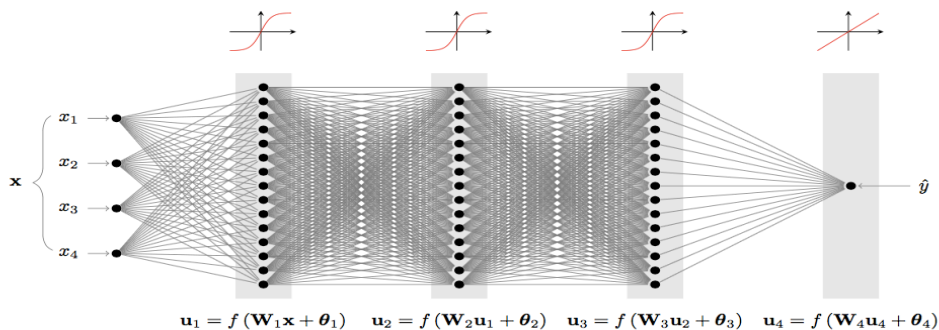 x₁
x₂
x
x₃
x₄
ŷ
u₁ = f (W₁x + θ₁)
u₂ = f (W₂u₁ + θ₂)
u₃ = f (W₃u₂ + θ₃)
u₄ = f (W₄u₄ + θ₄)